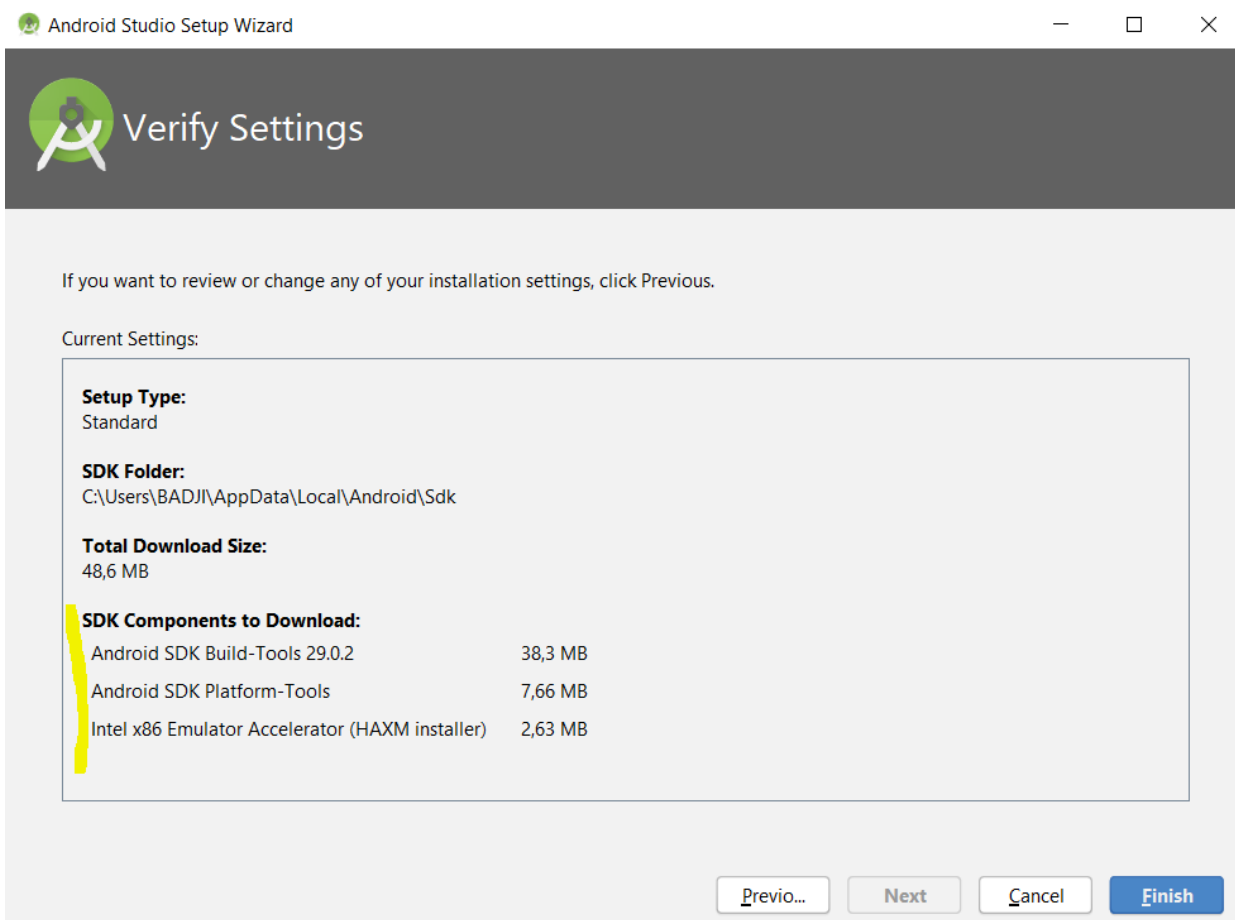 Android Studio Setup Wizard
Verify Settings
If you want to review or change any of your installation settings, click Previous.
Current Settings:
Setup Type:
Standard
SDK Folder:
C:\Users\BADJI\AppData\Local\Android\Sdk
Total Download Size:
48,6 MB
SDK Components to Download:
Android SDK Build-Tools 29.0.2 38,3 MB
Android SDK Platform-Tools 7,66 MB
Intel x86 Emulator Accelerator (HAXM installer) 2,63 MB
Previo... Next Cancel Finish